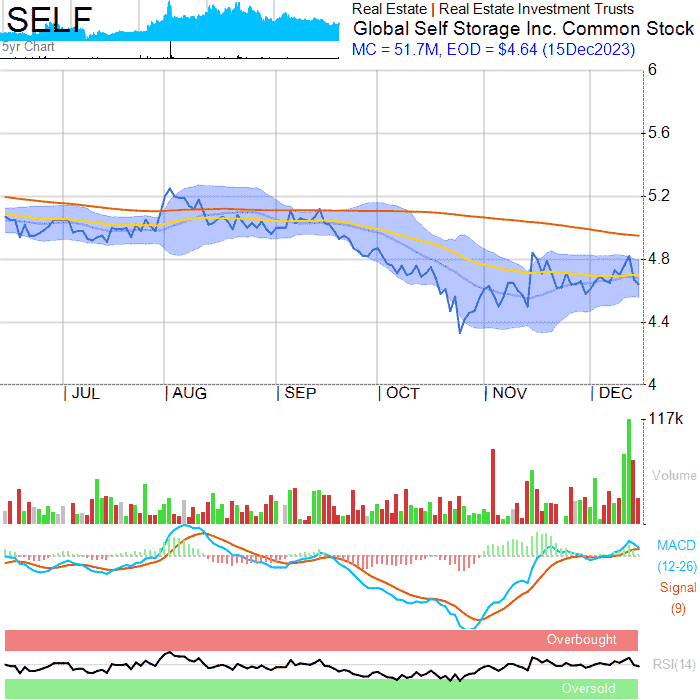 SELF
5yr Chart
Real Estate | Real Estate Investment Trusts
Global Self Storage Inc. Common Stock
MC = 51.7M, EOD = $4.64 (15Dec2023)
6
5.6
5.2
4.8
4.4
4
JUL AUG SEP OCT NOV DEC
117k
Volume
MACD
(12-26)
Signal
(9)
Overbought
RSI(14)
Oversold